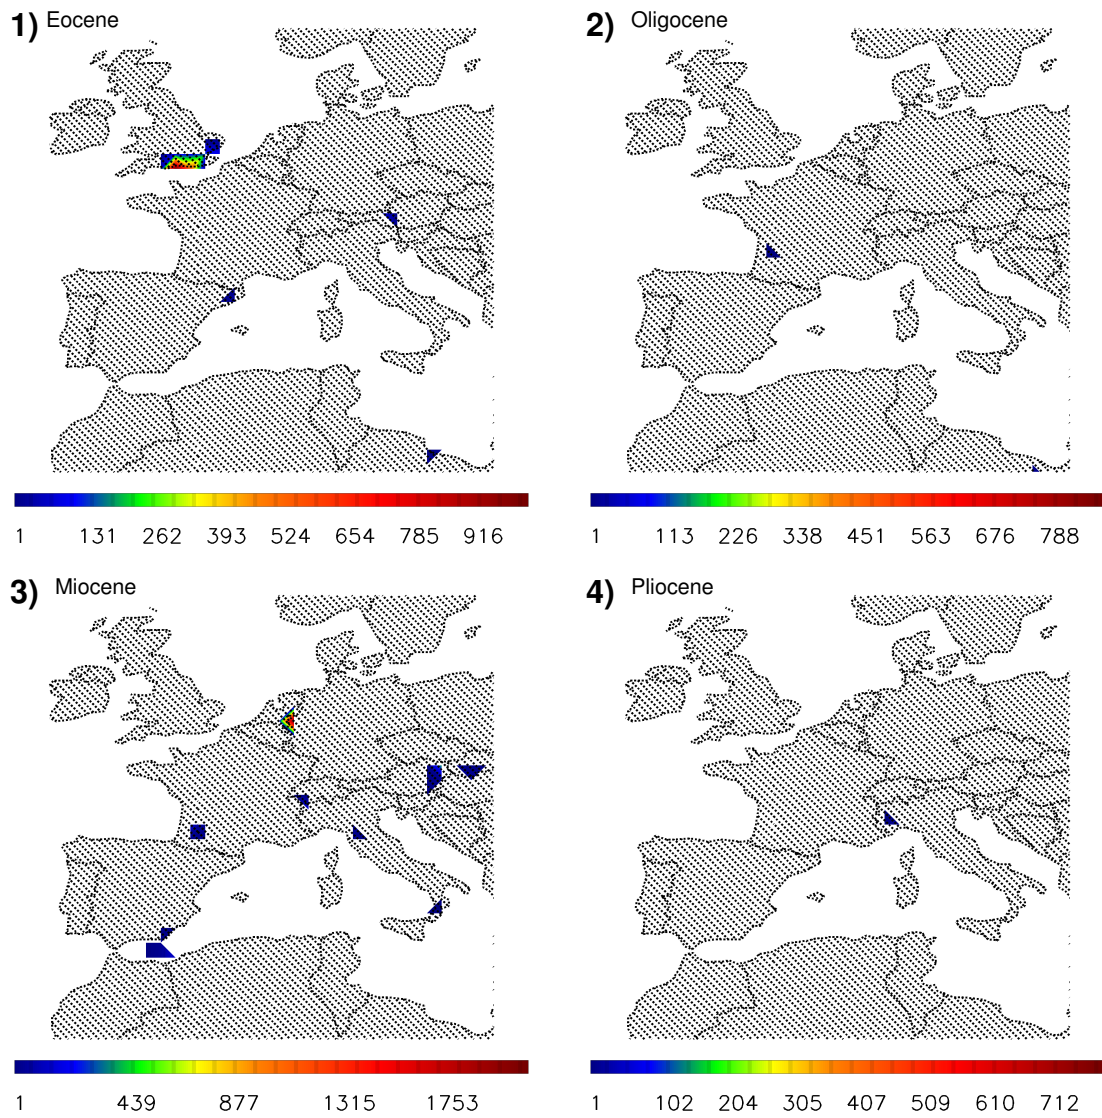 1) Eocene
2) Oligocene
1 131 262 393 524 654 785 916
1 113 226 338 451 563 676 788
3) Miocene
4) Pliocene
1 439 877 1315 1753
1 102 204 305 407 509 610 712